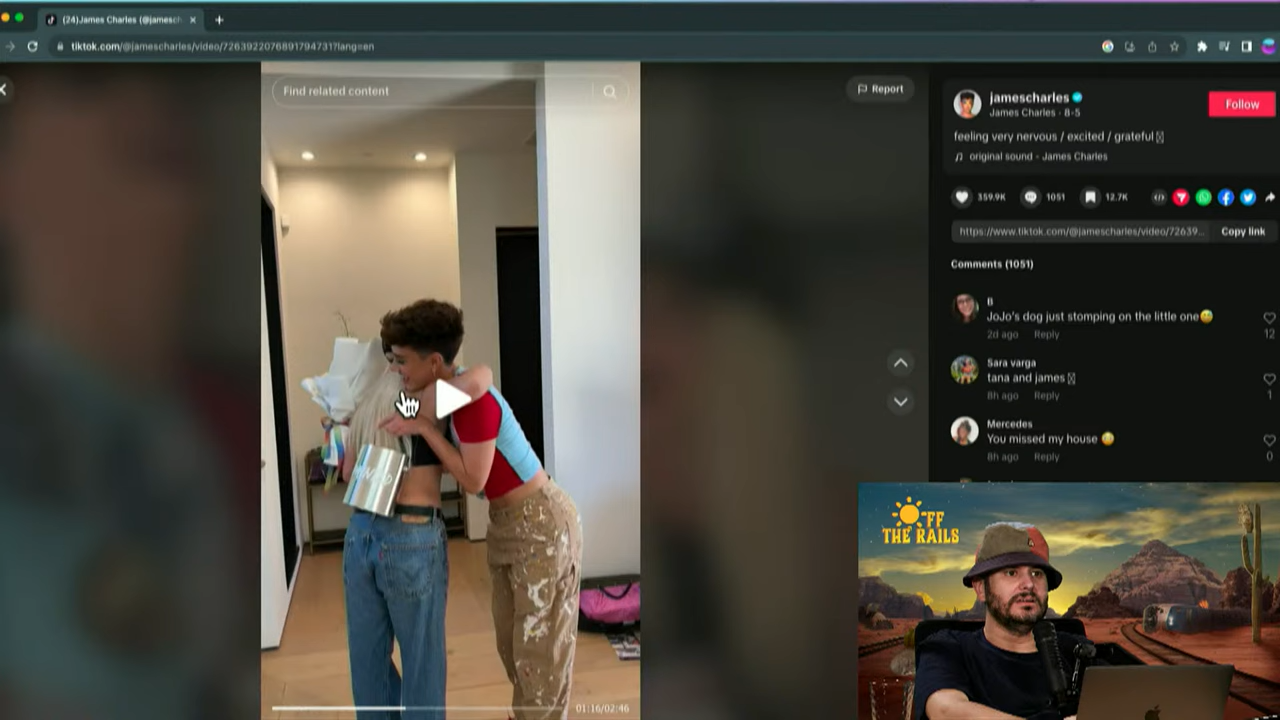 (24)James Charles (@jamesch
tiktok.com/@jamescharles/video/7263922076891794731?lang=en
Find related content
Report
jamescharles
James Charles · 8-5
Follow
feeling very nervous / excited / grateful
original sound - James Charles
359.9K
1051
12.7K
https://www.tiktok.com/@jamescharles/video/72639...
Copy link
Comments (1051)
B
JoJo's dog just stomping on the little one😅
2d ago Reply
12
Sara varga
tana and james
8h ago Reply
1
Mercedes
You missed my house 😅
8h ago Reply
0
OFF
THE RAILS
01:16/02:46